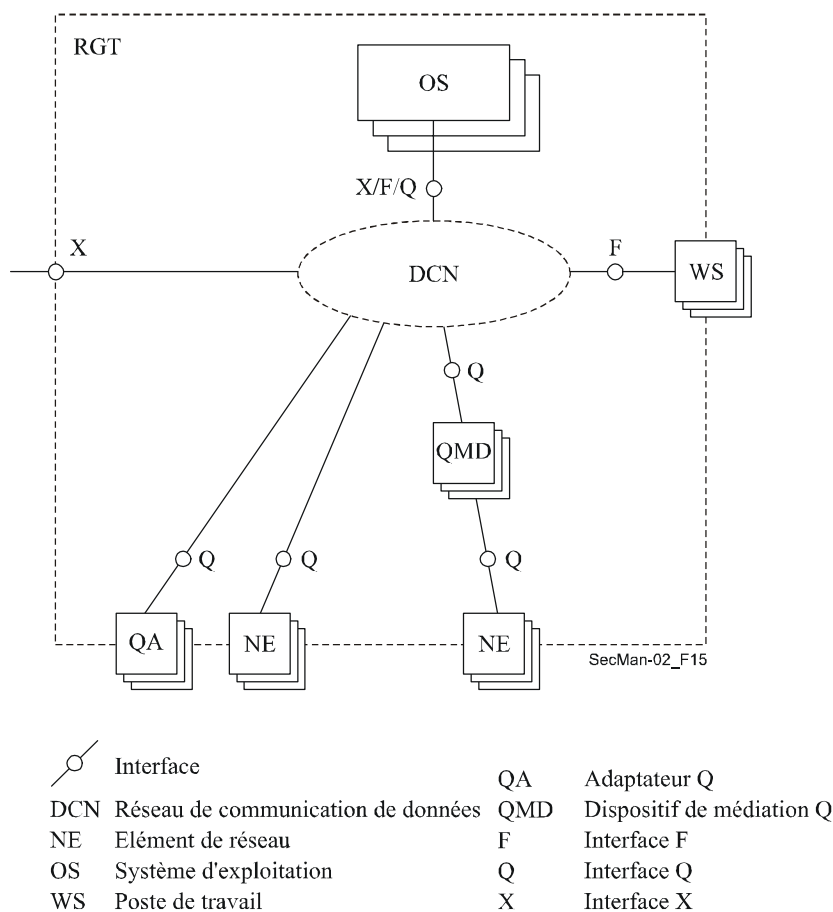 RGT
OS
X/F/Q
X
F
DCN
WS
Q
QMD
Q
Q
Q
QA
NE
NE
SecMan-02_F15
Interface
DCN Réseau de communication de données
NE Elément de réseau
OS Système d'exploitation
WS Poste de travail
QA Adaptateur Q
QMD Dispositif de médiation Q
F Interface F
Q Interface Q
X Interface X